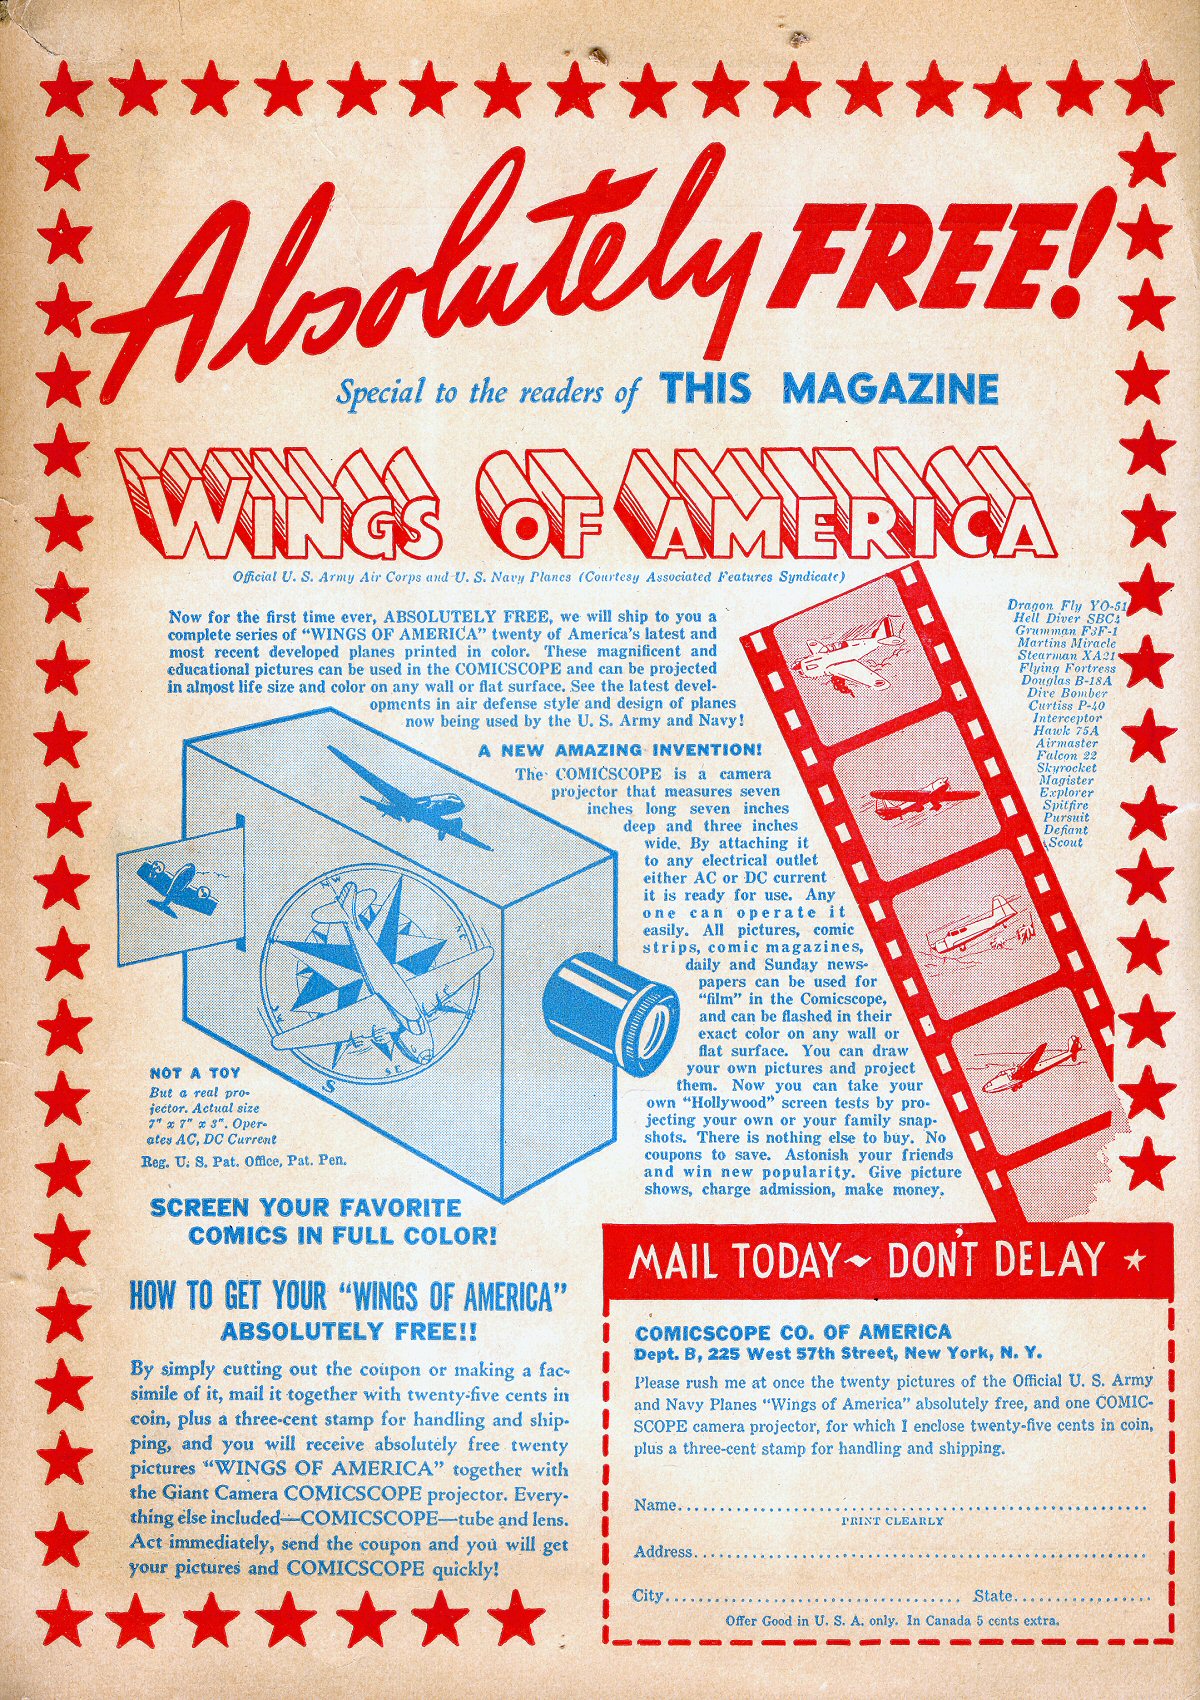 Absolutely FREE!
Special to the readers of THIS MAGAZINE
WINGS OF AMERICA
Official U. S. Army Air Corps and U. S. Navy Planes (Courtesy Associated Features Syndicate)
Now for the first time ever, ABSOLUTELY FREE, we will ship to you a
complete series of "WINGS OF AMERICA" twenty of America's latest and
most recent developed planes printed in color. These magnificent and
educational pictures can be used in the COMICSCOPE and can be projected
in almost life size and color on any wall or flat surface. See the latest devel-
opments in air defense style and design of planes
now being used by the U. S. Army and Navy!
Dragon Fly YO-51
Hell Diver SBC4
Grumman F3F-1
Martins Miracle
Stearman XA21
Flying Fortress
Douglas B-18A
Dive Bomber
Curtiss P-40
Interceptor
Hawk 75A
Airmaster
Falcon 22
Skyrocket
Magister
Explorer
Spitfire
Pursuit
Defiant
Scout
A NEW AMAZING INVENTION!
The COMICSCOPE is a camera
projector that measures seven
inches long seven inches
deep and three inches
wide. By attaching it
to any electrical outlet
either AC or DC current
it is ready for use. Any
one can operate it
easily. All pictures, comic
strips, comic magazines,
daily and Sunday news-
papers can be used for
"film" in the Comicscope,
and can be flashed in their
exact color on any wall or
flat surface. You can draw
your own pictures and project
them. Now you can take your
own "Hollywood" screen tests by pro-
jecting your own or your family snap-
shots. There is nothing else to buy. No
coupons to save. Astonish your friends
and win new popularity. Give picture
shows, charge admission, make money.
NW
NE
SE
S
NOT A TOY
But a real pro-
jector. Actual size
7" x 7" x 3". Oper-
ates AC, DC Current
Reg. U. S. Pat. Office, Pat. Pen.
SCREEN YOUR FAVORITE
COMICS IN FULL COLOR!
HOW TO GET YOUR "WINGS OF AMERICA"
ABSOLUTELY FREE!!
By simply cutting out the coupon or making a fac-
simile of it, mail it together with twenty-five cents in
coin, plus a three-cent stamp for handling and ship-
ping, and you will receive absolutely free twenty
pictures "WINGS OF AMERICA" together with
the Giant Camera COMICSCOPE projector. Every-
thing else included—COMICSCOPE—tube and lens.
Act immediately, send the coupon and you will get
your pictures and COMICSCOPE quickly!
MAIL TODAY~ DON'T DELAY
COMICSCOPE CO. OF AMERICA
Dept. B, 225 West 57th Street, New York, N. Y.
Please rush me at once the twenty pictures of the Official U. S. Army
and Navy Planes "Wings of America" absolutely free, and one COMIC-
SCOPE camera projector, for which I enclose twenty-five cents in coin,
plus a three-cent stamp for handling and shipping.
Name
PRINT CLEARLY
Address
City State
Offer Good in U. S. A. only. In Canada 5 cents extra.